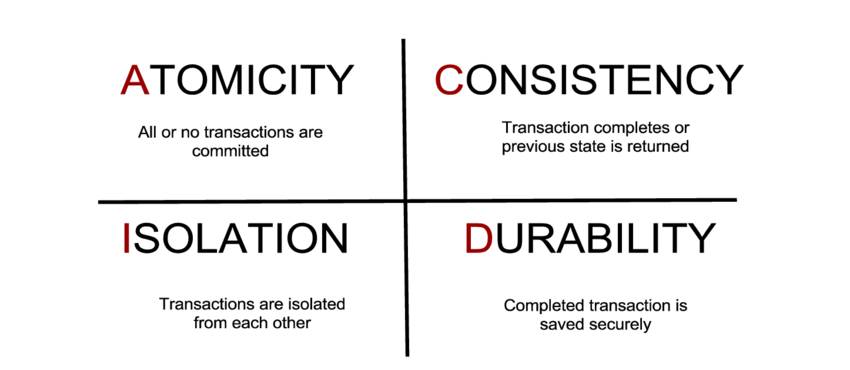 ATOMICITY
All or no transactions are
committed
CONSISTENCY
Transaction completes or
previous state is returned
ISOLATION
Transactions are isolated
from each other
DURABILITY
Completed transaction is
saved securely